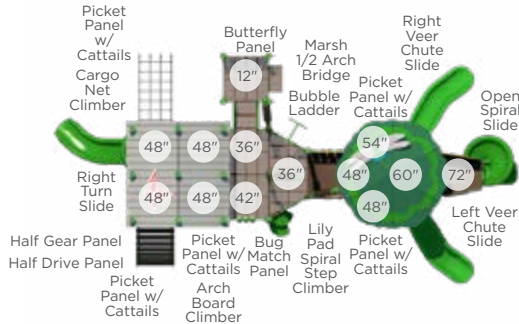 Picket
Panel
w/
Cattails
Cargo
Net
Climber
Butterfly
Panel
Marsh
1/2 Arch
Bridge
Bubble
Ladder
Right
Veer
Chute
Slide
Picket
Panel w/
Cattails
Open
Spiral
Slide
12"
48"
48"
36"
54"
36"
48"
60"
72"
48"
48"
42"
48"
Right
Turn
Slide
Left Veer
Chute
Slide
Half Gear Panel
Half Drive Panel
Picket
Panel w/
Cattails
Picket
Panel w/
Cattails
Arch
Board
Climber
Bug
Match
Panel
Lily
Pad
Spiral
Step
Climber
Picket
Panel w/
Cattails